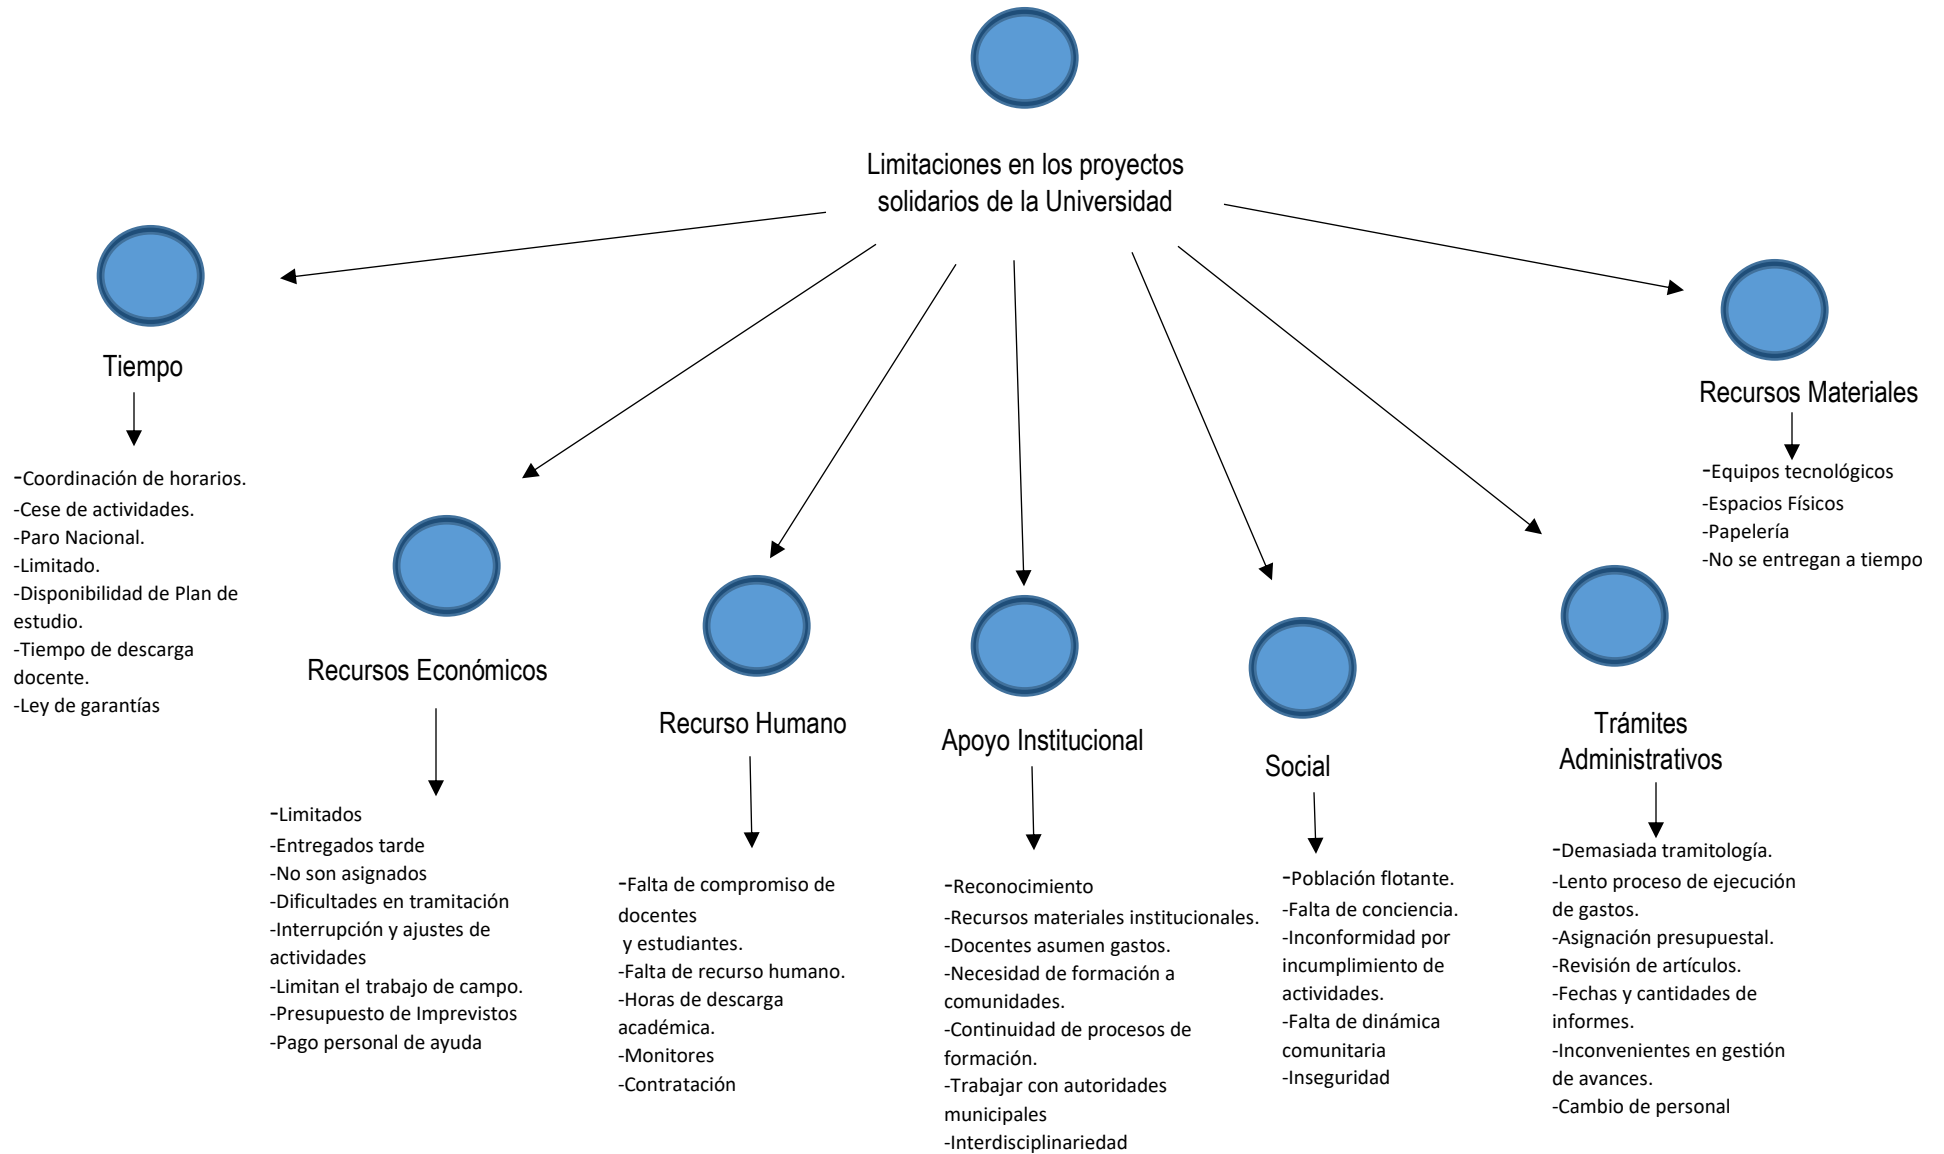 Limitaciones en los proyectos
solidarios de la Universidad
Tiempo
-Coordinación de horarios.
-Cese de actividades.
-Paro Nacional.
-Limitado.
-Disponibilidad de Plan de
estudio.
-Tiempo de descarga
docente.
-Ley de garantías
Recursos Económicos
-Limitados
-Entregados tarde
-No son asignados
-Dificultades en tramitación
-Interrupción y ajustes de
actividades
-Limitan el trabajo de campo.
-Presupuesto de Imprevistos
-Pago personal de ayuda
Recurso Humano
-Falta de compromiso de
docentes
y estudiantes.
-Falta de recurso humano.
-Horas de descarga
académica.
-Monitores
-Contratación
Apoyo Institucional
-Reconocimiento
-Recursos materiales institucionales.
-Docentes asumen gastos.
-Necesidad de formación a
comunidades.
-Continuidad de procesos de
formación.
-Trabajar con autoridades
municipales
-Interdisciplinariedad
Social
-Población flotante.
-Falta de conciencia.
-Inconformidad por
incumplimiento de
actividades.
-Falta de dinámica
comunitaria
-Inseguridad
Trámites
Administrativos
-Demasiada tramitología.
-Lento proceso de ejecución
de gastos.
-Asignación presupuestal.
-Revisión de artículos.
-Fechas y cantidades de
informes.
-Inconvenientes en gestión
de avances.
-Cambio de personal
Recursos Materiales
-Equipos tecnológicos
-Espacios Físicos
-Papelería
-No se entregan a tiempo